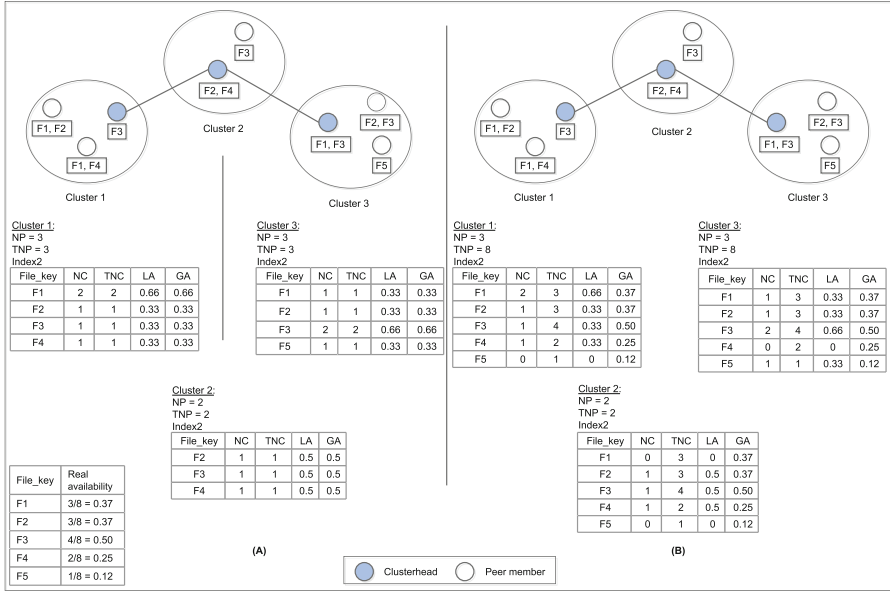 F3
F2, F4
Cluster 2
F1, F2
F3
F1, F4
Cluster 1
F2, F3
F1, F3
F5
Cluster 3
Cluster 1:
NP = 3
TNP = 3
Index2
File_key NC TNC LA GA
F1 2 2 0.66 0.66
F2 1 1 0.33 0.33
F3 1 1 0.33 0.33
F4 1 1 0.33 0.33
Cluster 3:
NP = 3
TNP = 3
Index2
File_key NC TNC LA GA
F1 1 1 0.33 0.33
F2 1 1 0.33 0.33
F3 2 2 0.66 0.66
F5 1 1 0.33 0.33
Cluster 2:
NP = 2
TNP = 2
Index2
File_key NC TNC LA GA
F2 1 1 0.5 0.5
F3 1 1 0.5 0.5
F4 1 1 0.5 0.5
File_key Real availability
F1 3/8 = 0.37
F2 3/8 = 0.37
F3 4/8 = 0.50
F4 2/8 = 0.25
F5 1/8 = 0.12
(A)
F3
F2, F4
Cluster 2
F1, F2
F3
F1, F4
Cluster 1
F2, F3
F1, F3
F5
Cluster 3
Cluster 1:
NP = 3
TNP = 8
Index2
File_key NC TNC LA GA
F1 2 3 0.66 0.37
F2 1 3 0.33 0.37
F3 1 4 0.33 0.50
F4 1 2 0.33 0.25
F5 0 1 0 0.12
Cluster 3:
NP = 3
TNP = 8
Index2
File_key NC TNC LA GA
F1 1 3 0.33 0.37
F2 1 3 0.33 0.37
F3 2 4 0.66 0.50
F4 0 2 0 0.25
F5 1 1 0.33 0.12
Cluster 2:
NP = 2
TNP = 2
Index2
File_key NC TNC LA GA
F1 0 3 0 0.37
F2 1 3 0.5 0.37
F3 1 4 0.5 0.50
F4 1 2 0.5 0.25
F5 0 1 0 0.12
(B)
Clusterhead Peer member